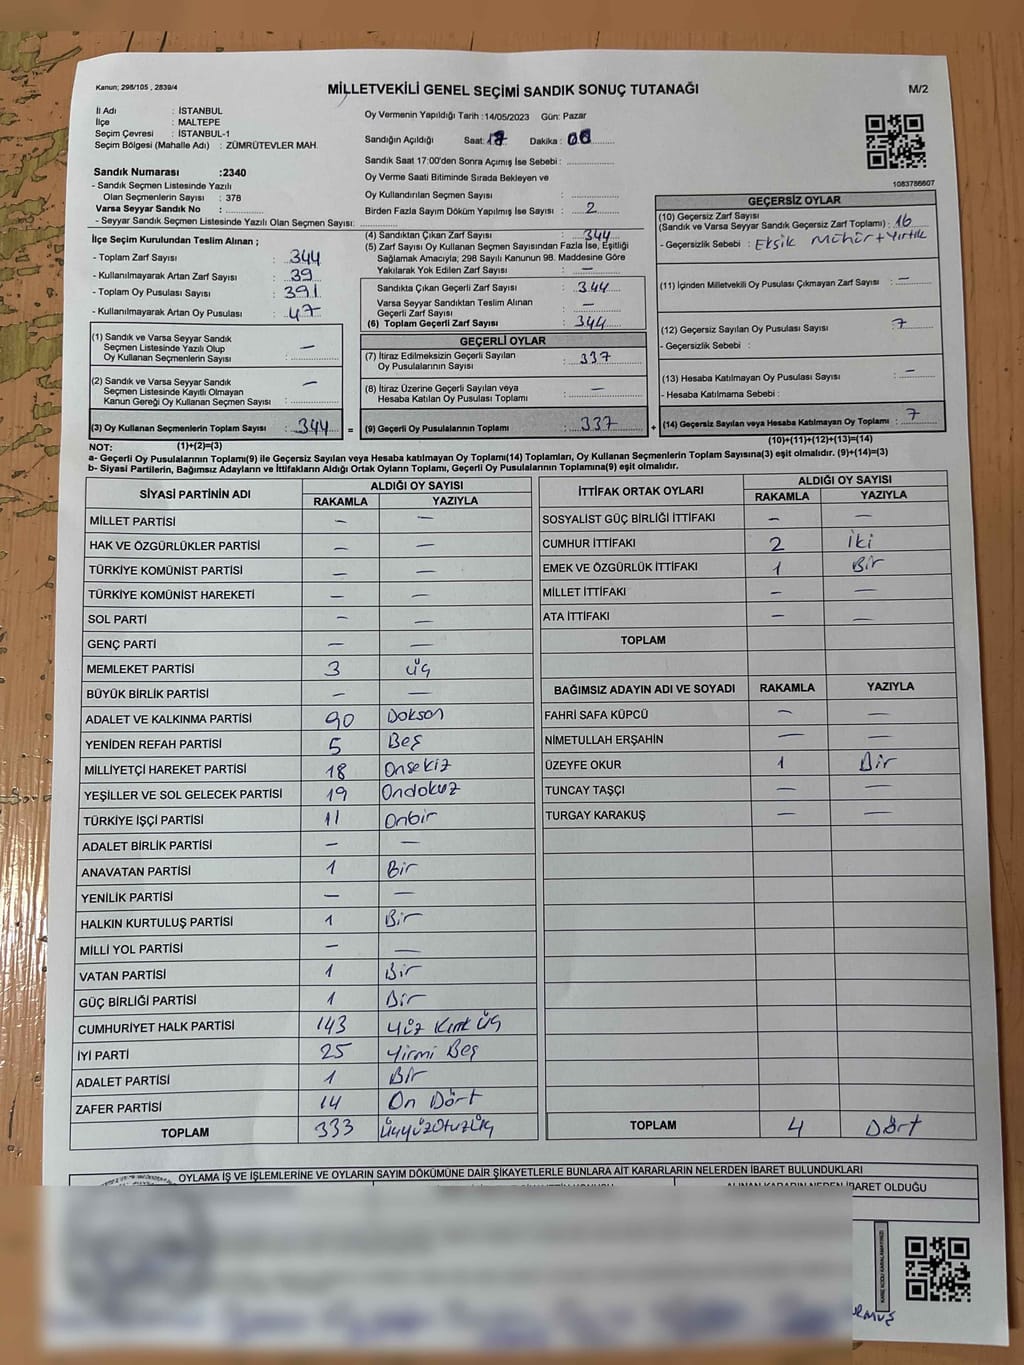 Kanun; 298/105 , 2839/4
MİLLETVEKİLİ GENEL SEÇİMİ SANDIK SONUÇ TUTANAĞI
M/2
İl Adı : İSTANBUL
İlçe : MALTEPE
Seçim Çevresi : İSTANBUL-1
Seçim Bölgesi (Mahalle Adı) : ZÜMRÜTEVLER MAH.
Oy Vermenin Yapıldığı Tarih :14/05/2023 Gün: Pazar
Sandığın Açıldığı Saat: 17 Dakika : 00
Sandık Saat 17:00'den Sonra Açımış İse Sebebi :
Oy Verme Saati Bitiminde Sırada Bekleyen ve
Oy Kullandırılan Seçmen Sayısı :
Birden Fazla Sayım Döküm Yapılmış İse Sayısı : 2
1083786607
Sandık Numarası :2340
- Sandık Seçmen Listesinde Yazılı
Olan Seçmenlerin Sayısı : 378
Varsa Seyyar Sandık No :
- Seyyar Sandık Seçmen Listesinde Yazılı Olan Seçmen Sayısı:
İlçe Seçim Kurulundan Teslim Alınan ;
- Toplam Zarf Sayısı : 344
- Kullanılmayarak Artan Zarf Sayısı : 39
- Toplam Oy Pusulası Sayısı : 391
- Kullanılmayarak Artan Oy Pusulası : 47
(1) Sandık ve Varsa Seyyar Sandık
Seçmen Listesinde Yazılı Olup
Oy Kullanan Seçmenlerin Sayısı : —
(2) Sandık ve Varsa Seyyar Sandık
Seçmen Listesinde Kayıtlı Olmayan
Kanun Gereği Oy Kullanan Seçmen Sayısı : —
(3) Oy Kullanan Seçmenlerin Toplam Sayısı : 344 =
(4) Sandıktan Çıkan Zarf Sayısı : 344
(5) Zarf Sayısı Oy Kullanan Seçmen Sayısından Fazla İse, Eşitliği
Sağlamak Amacıyla; 298 Sayılı Kanunun 98. Maddesine Göre
Yakılarak Yok Edilen Zarf Sayısı : —
Sandıkta Çıkan Geçerli Zarf Sayısı : 344
Varsa Seyyar Sandıktan Teslim Alınan
Geçerli Zarf Sayısı : —
(6) Toplam Geçerli Zarf Sayısı : 344
GEÇERLİ OYLAR
(7) İtiraz Edilmeksizin Geçerli Sayılan
Oy Pusulalarının Sayısı : 337
(8) İtiraz Üzerine Geçerli Sayılan veya
Hesaba Katılan Oy Pusulası Toplamı : —
(9) Geçerli Oy Pusulalarının Toplamı : 337 +
GEÇERSİZ OYLAR
(10) Geçersiz Zarf Sayısı
(Sandık ve Varsa Seyyar Sandık Geçersiz Zarf Toplamı) : 16
- Geçersizlik Sebebi : Eksik Mühür+Yırtık
(11) İçinden Milletvekili Oy Pusulası Çıkmayan Zarf Sayısı : —
(12) Geçersiz Sayılan Oy Pusulası Sayısı : 7
- Geçersizlik Sebebi :
(13) Hesaba Katılmayan Oy Pusulası Sayısı : —
- Hesaba Katılmama Sebebi :
(14) Geçersiz Sayılan veya Hesaba Katılmayan Oy Toplamı : 7
NOT: (1)+(2)=(3) (10)+(11)+(12)+(13)=(14)
a- Geçerli Oy Pusulası Toplamı(9) ile Geçersiz Sayılan veya Hesaba katılmayan Oy Toplamı(14) Toplamları, Oy Kullanan Seçmenlerin Toplam Sayısına(3) eşit olmalıdır. (9)+(14)=(3)
b- Siyasi Partilerin, Bağımsız Adayların ve İttifakların Aldığı Ortak Oyların Toplamı, Geçerli Oy Pusulalarının Toplamına(9) eşit olmalıdır.
SİYASİ PARTİNİN ADI ALDIĞI OY SAYISI
RAKAMLA YAZIYLA
MİLLET PARTİSİ — —
HAK VE ÖZGÜRLÜKLER PARTİSİ — —
TÜRKİYE KOMÜNİST PARTİSİ — —
TÜRKİYE KOMÜNİST HAREKETİ — —
SOL PARTİ — —
GENÇ PARTİ — —
MEMLEKET PARTİSİ 3 üç
BÜYÜK BİRLİK PARTİSİ — —
ADALET VE KALKINMA PARTİSİ 90 Doksan
YENİDEN REFAH PARTİSİ 5 Beş
MİLLİYETÇİ HAREKET PARTİSİ 18 Onsekiz
YEŞİLLER VE SOL GELECEK PARTİSİ 19 Ondokuz
TÜRKİYE İŞÇİ PARTİSİ 11 Onbir
ADALET BİRLİK PARTİSİ — —
ANAVATAN PARTİSİ 1 Bir
YENİLİK PARTİSİ — —
HALKIN KURTULUŞ PARTİSİ 1 Bir
MİLLİ YOL PARTİSİ — —
VATAN PARTİSİ 1 Bir
GÜÇ BİRLİĞİ PARTİSİ 1 Bir
CUMHURİYET HALK PARTİSİ 143 Yüz Kırk üç
İYİ PARTİ 25 Yirmi Beş
ADALET PARTİSİ 1 Bir
ZAFER PARTİSİ 14 On Dört
TOPLAM 333 üçyüzOtuzüç
İTTİFAK ORTAK OYLARI ALDIĞI OY SAYISI
RAKAMLA YAZIYLA
SOSYALİST GÜÇ BİRLİĞİ İTTİFAKI — —
CUMHUR İTTİFAKI 2 İki
EMEK VE ÖZGÜRLÜK İTTİFAKI 1 Bir
MİLLET İTTİFAKI — —
ATA İTTİFAKI — —
TOPLAM
BAĞIMSIZ ADAYIN ADI VE SOYADI RAKAMLA YAZIYLA
FAHRİ SAFA KÜPCÜ — —
NİMETULLAH ERŞAHİN — —
ÜZEYFE OKUR 1 Bir
TUNCAY TAŞÇI — —
TURGAY KARAKUŞ — —
TOPLAM 4 Dört
OYLAMA İŞ VE İŞLEMLERİNE VE OYLARIN SAYIM DÖKÜMÜNE DAİR ŞİKAYETLERLE BUNLARA AİT KARARLARIN NELERDEN İBARET BULUNDUKLARI
ALINAN KARARIN NEDEN İBARET OLDUĞU